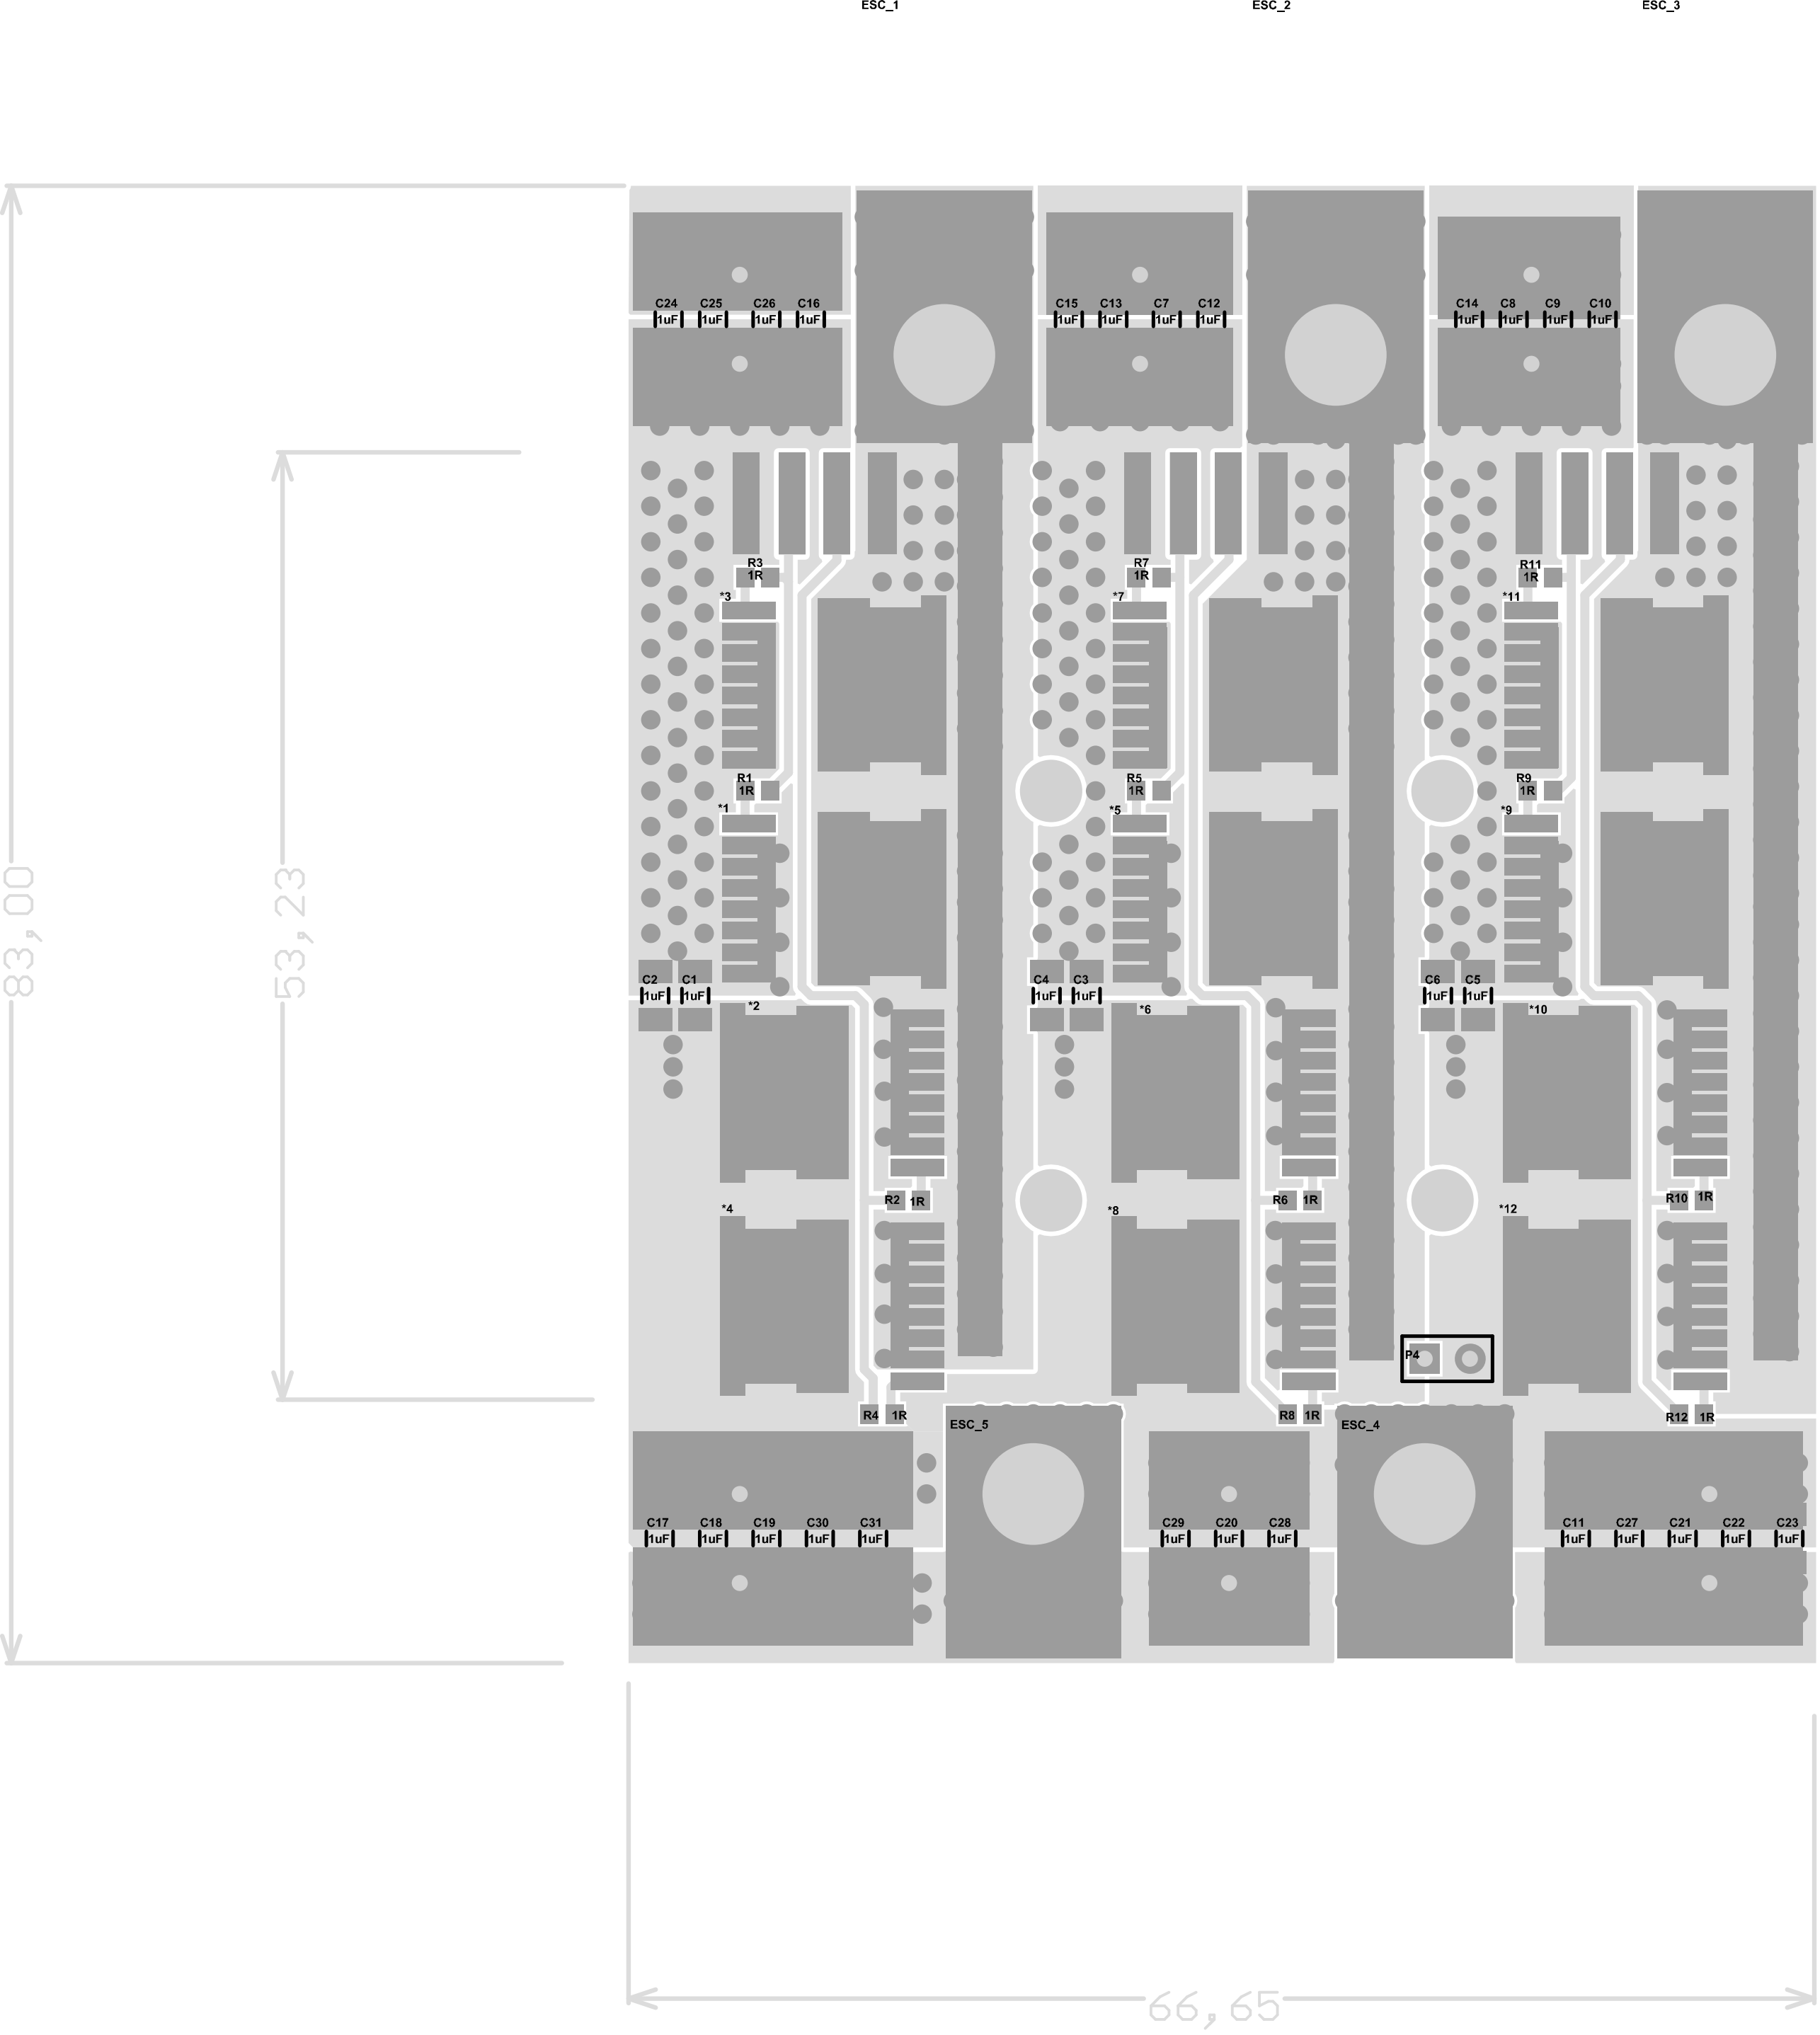 ESC_1 ESC_2 ESC_3
C24 C25 C26 C16 C15 C13 C7 C12 C14 C8 C9 C10
1uF 1uF 1uF 1uF 1uF 1uF 1uF 1uF 1uF 1uF 1uF 1uF
R3 R7 R11
1R 1R 1R
*3 *7 *11
R1 R5 R9
1R 1R 1R
*1 *5 *9
83,00
53,23
C2 C1 C4 C3 C6 C5
1uF 1uF 1uF 1uF 1uF 1uF
*2 *6 *10
R2 1R R6 1R R10 1R
*4 *8 *12
P4
R4 1R R8 1R R12 1R
ESC_5 ESC_4
C17 C18 C19 C30 C31 C29 C20 C28 C11 C27 C21 C22 C23
1uF 1uF 1uF 1uF 1uF 1uF 1uF 1uF 1uF 1uF 1uF 1uF 1uF
66,65